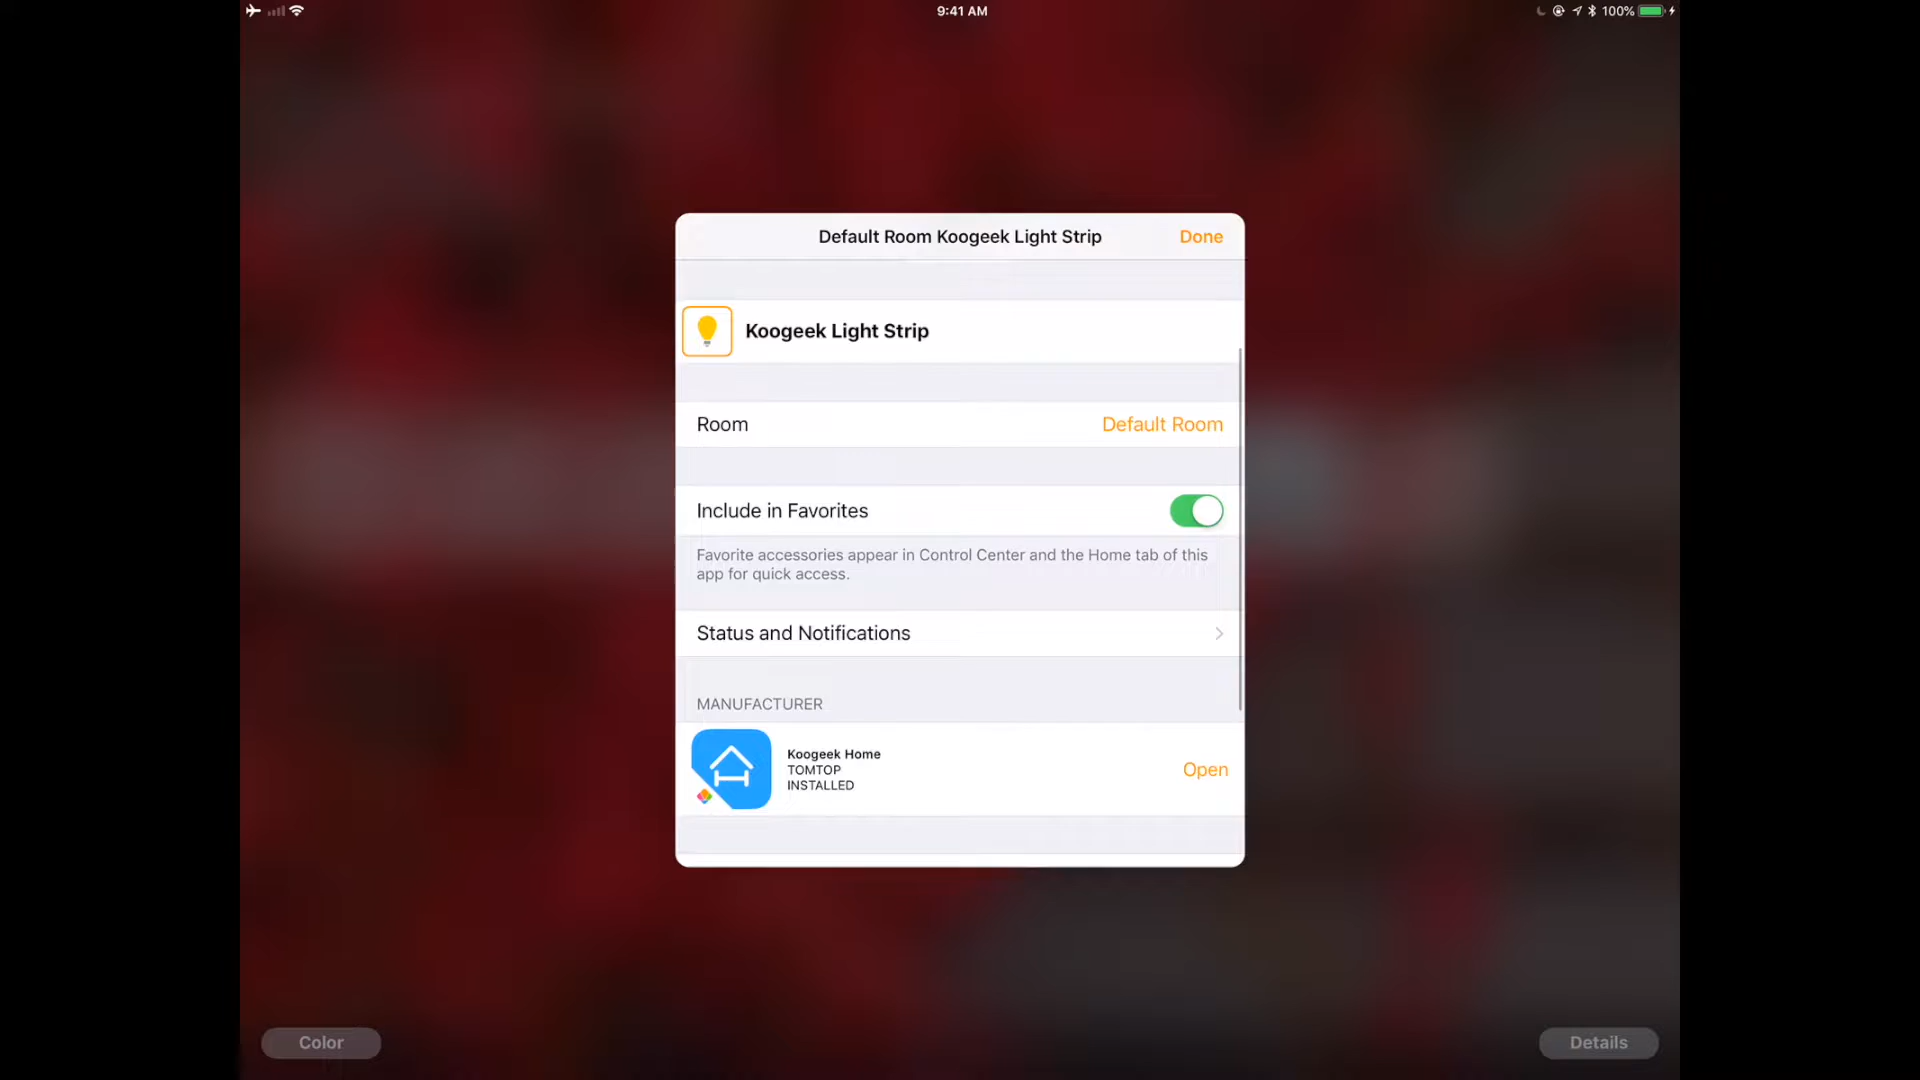 9:41 AM
100%
Default Room Koogeek Light Strip
Done
Koogeek Light Strip
Room
Default Room
Include in Favorites
Favorite accessories appear in Control Center and the Home tab of this
app for quick access.
Status and Notifications
MANUFACTURER
Koogeek Home
TOMTOP
INSTALLED
Open
Color
Details